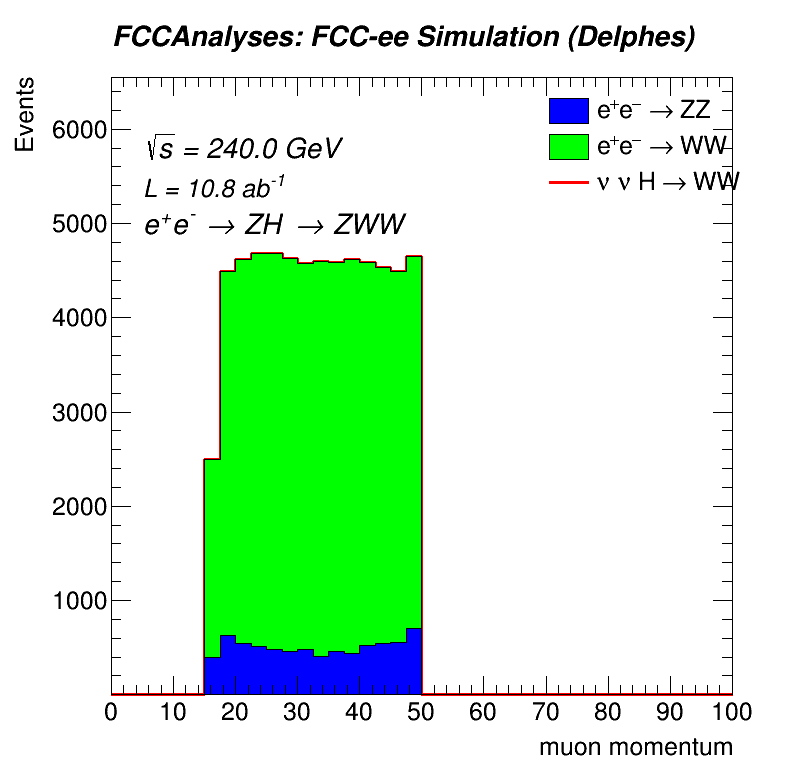 FCCAnalyses: FCC-ee Simulation (Delphes)
Events
e⁺e⁻ → ZZ
e⁺e⁻ → WW
ν ν H → WW
√s = 240.0 GeV
L = 10.8 ab⁻¹
e⁺e⁻ → ZH → ZWW
6000
5000
4000
3000
2000
1000
0 10 20 30 40 50 60 70 80 90 100
muon momentum